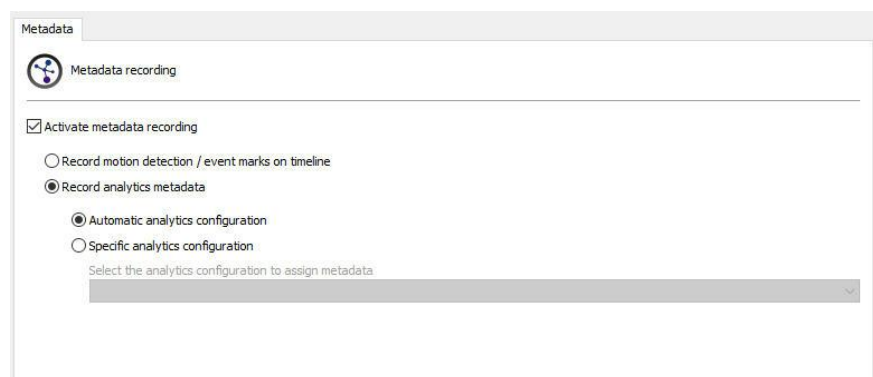 Metadata
Metadata recording
Activate metadata recording
Record motion detection / event marks on timeline
Record analytics metadata
Automatic analytics configuration
Specific analytics configuration
Select the analytics configuration to assign metadata